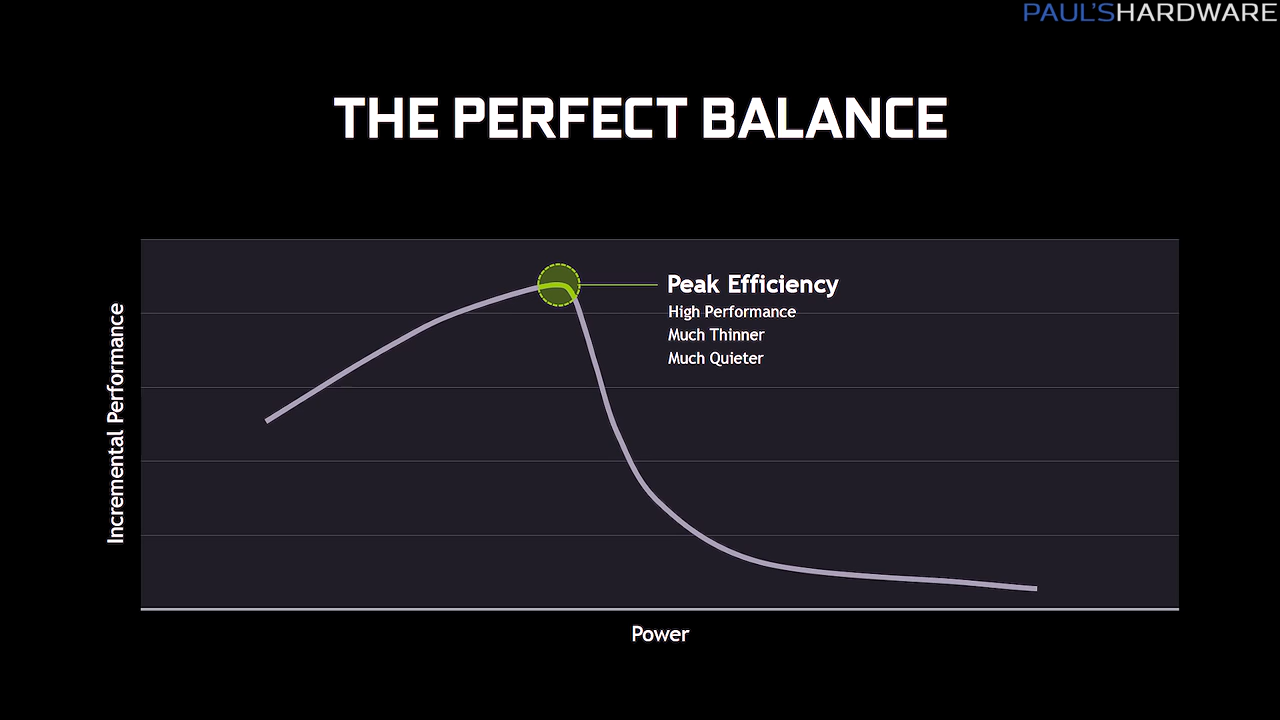 PAUL'SHARDWARE
THE PERFECT BALANCE
Peak Efficiency
High Performance
Much Thinner
Much Quieter
Incremental Performance
Power